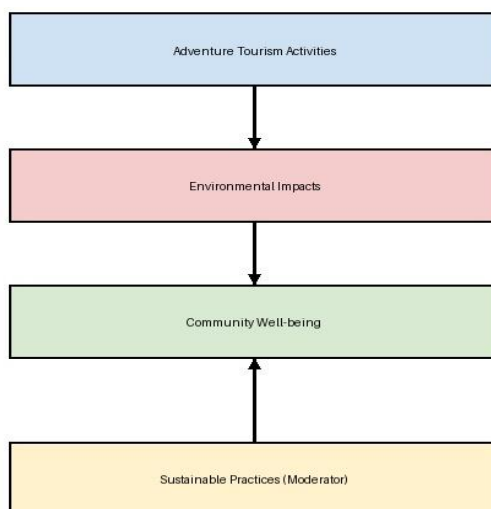 Adventure Tourism Activities
Environmental Impacts
Community Well-being
Sustainable Practices (Moderator)